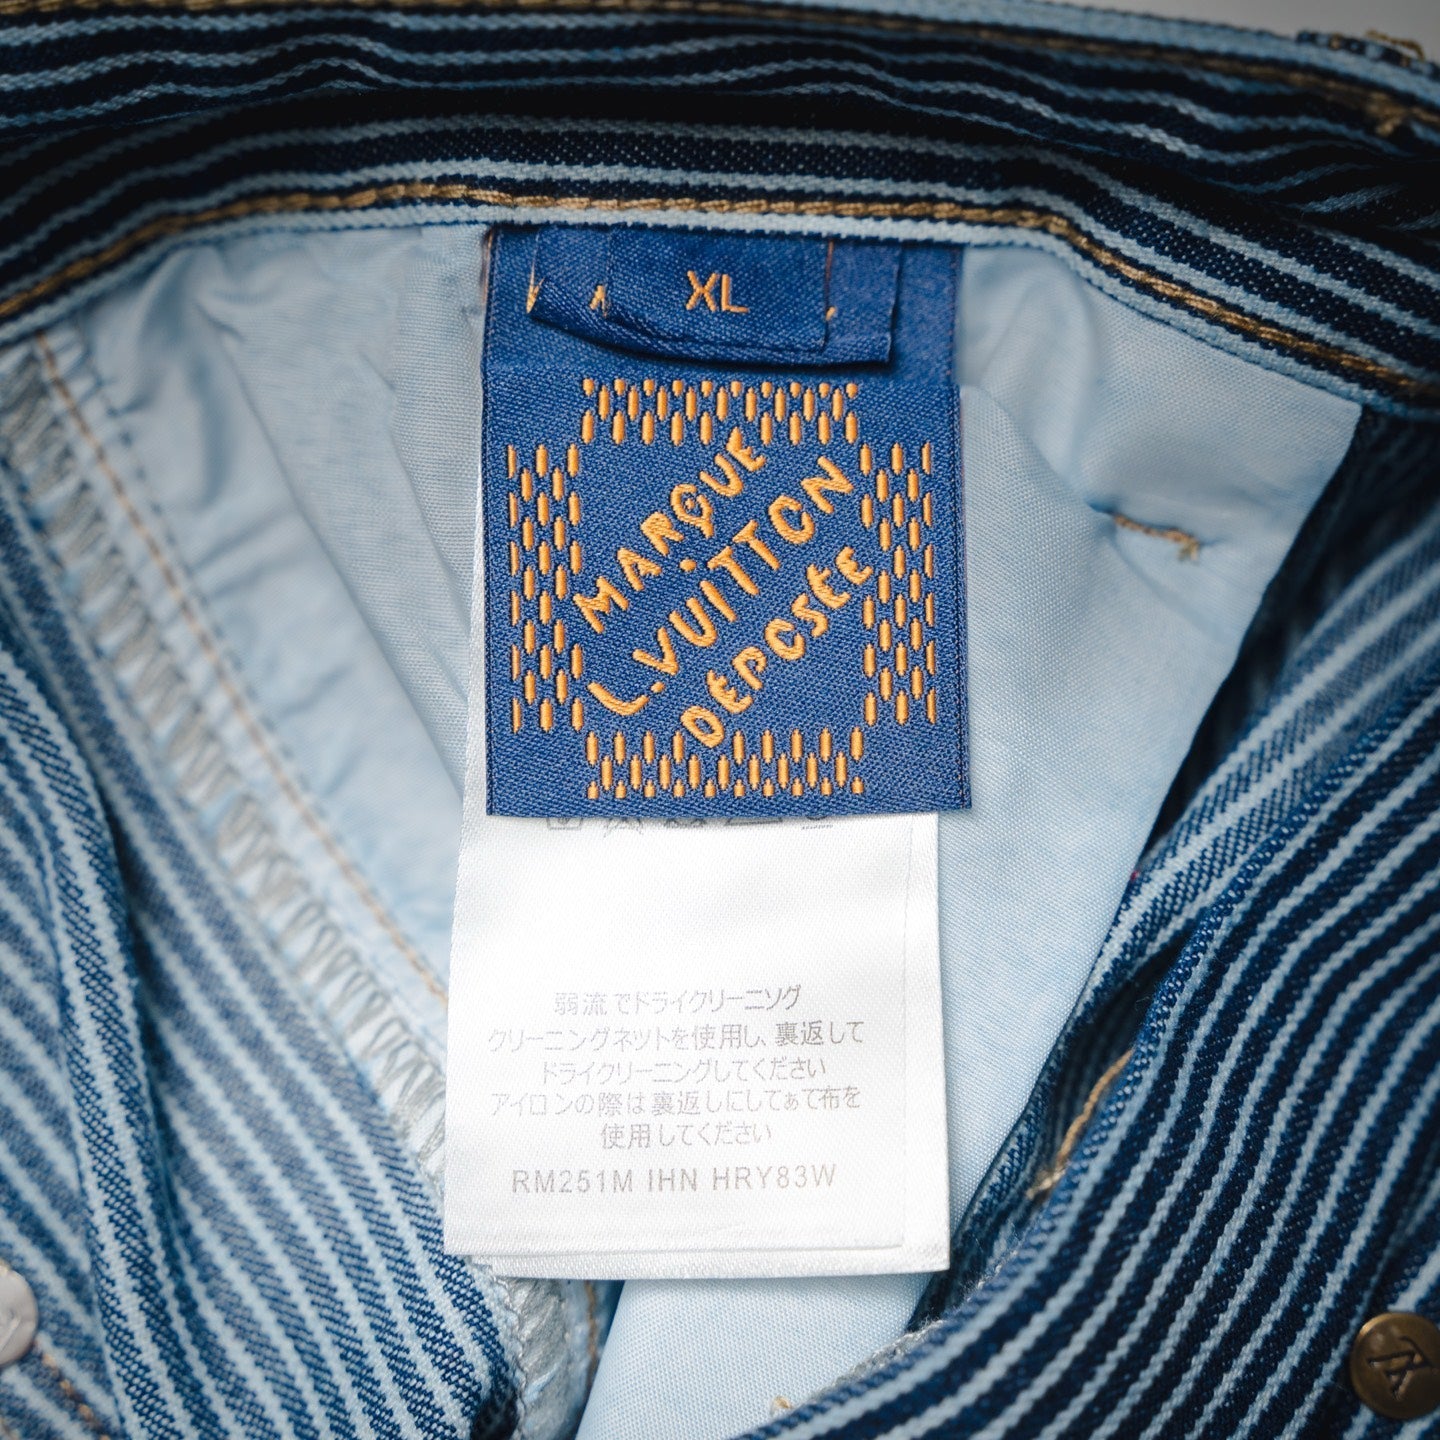 XL
MARQUE
L.VUITTON
DÉPOSÉE
弱流でドライクリーニソグ
クリーニングネットを使用し、裏返して
ドライクリーニングしてください
アイロンの際は裏返しにしてあて布を
使用してください
RM251M IHN HRY83W
LV